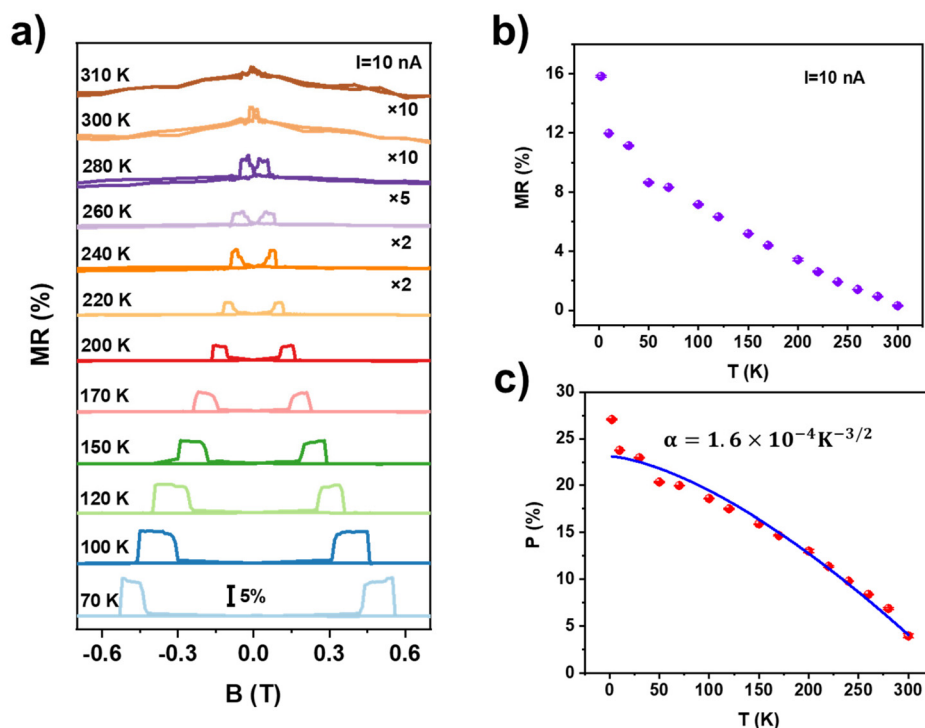 a)
I=10 nA
310 K
×10
300 K
×10
280 K
×5
260 K
×2
240 K
×2
220 K
200 K
170 K
150 K
120 K
100 K
70 K
5%
MR (%)
-0.6 -0.3 0.0 0.3 0.6
B (T)
b)
I=10 nA
16
12
8
4
0
MR (%)
0 50 100 150 200 250 300
T (K)
c)
α = 1.6 × 10⁻⁴K⁻³/²
30
25
20
15
10
5
0
P (%)
0 50 100 150 200 250 300
T (K)